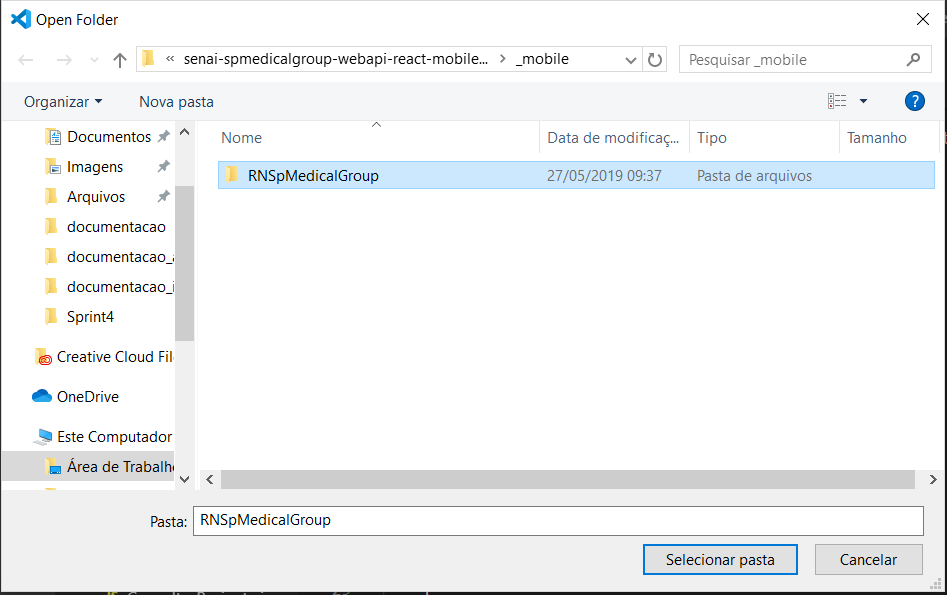 Open Folder
« senai-spmedicalgroup-webapi-react-mobile... > _mobile
Pesquisar _mobile
Organizar
Nova pasta
?
Nome
Data de modificaç...
Tipo
Tamanho
Documentos
Imagens
Arquivos
documentacao
documentacao_a
documentacao_i
Sprint4
Creative Cloud Fil
OneDrive
Este Computador
Área de Trabalho
RNSpMedicalGroup
27/05/2019 09:37
Pasta de arquivos
Pasta:
RNSpMedicalGroup
Selecionar pasta
Cancelar